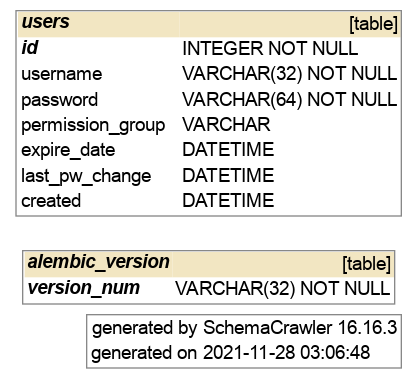 users [table]
id INTEGER NOT NULL
username VARCHAR(32) NOT NULL
password VARCHAR(64) NOT NULL
permission_group VARCHAR
expire_date DATETIME
last_pw_change DATETIME
created DATETIME
alembic_version [table]
version_num VARCHAR(32) NOT NULL
generated by SchemaCrawler 16.16.3
generated on 2021-11-28 03:06:48